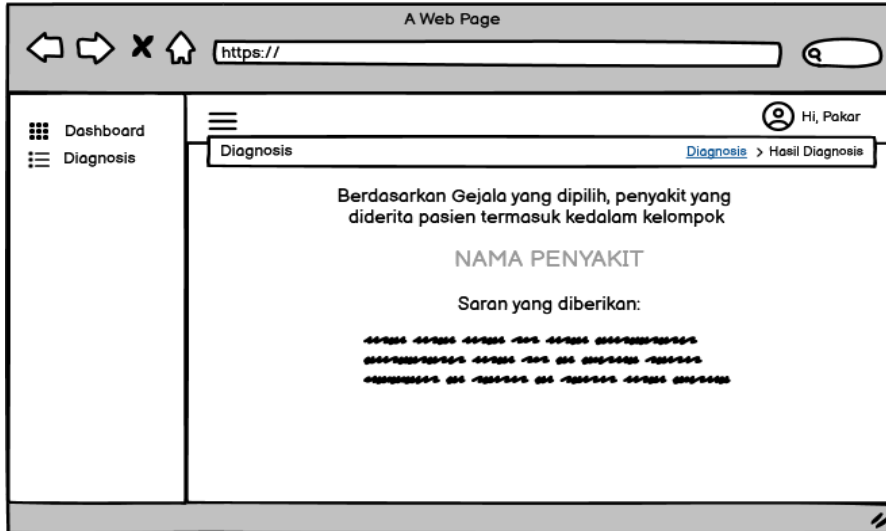 A Web Page
https://
Dashboard
Diagnosis
Hi, Pakar
Diagnosis
Diagnosis > Hasil Diagnosis
Berdasarkan Gejala yang dipilih, penyakit yang
diderita pasien termasuk kedalam kelompok
NAMA PENYAKIT
Saran yang diberikan: